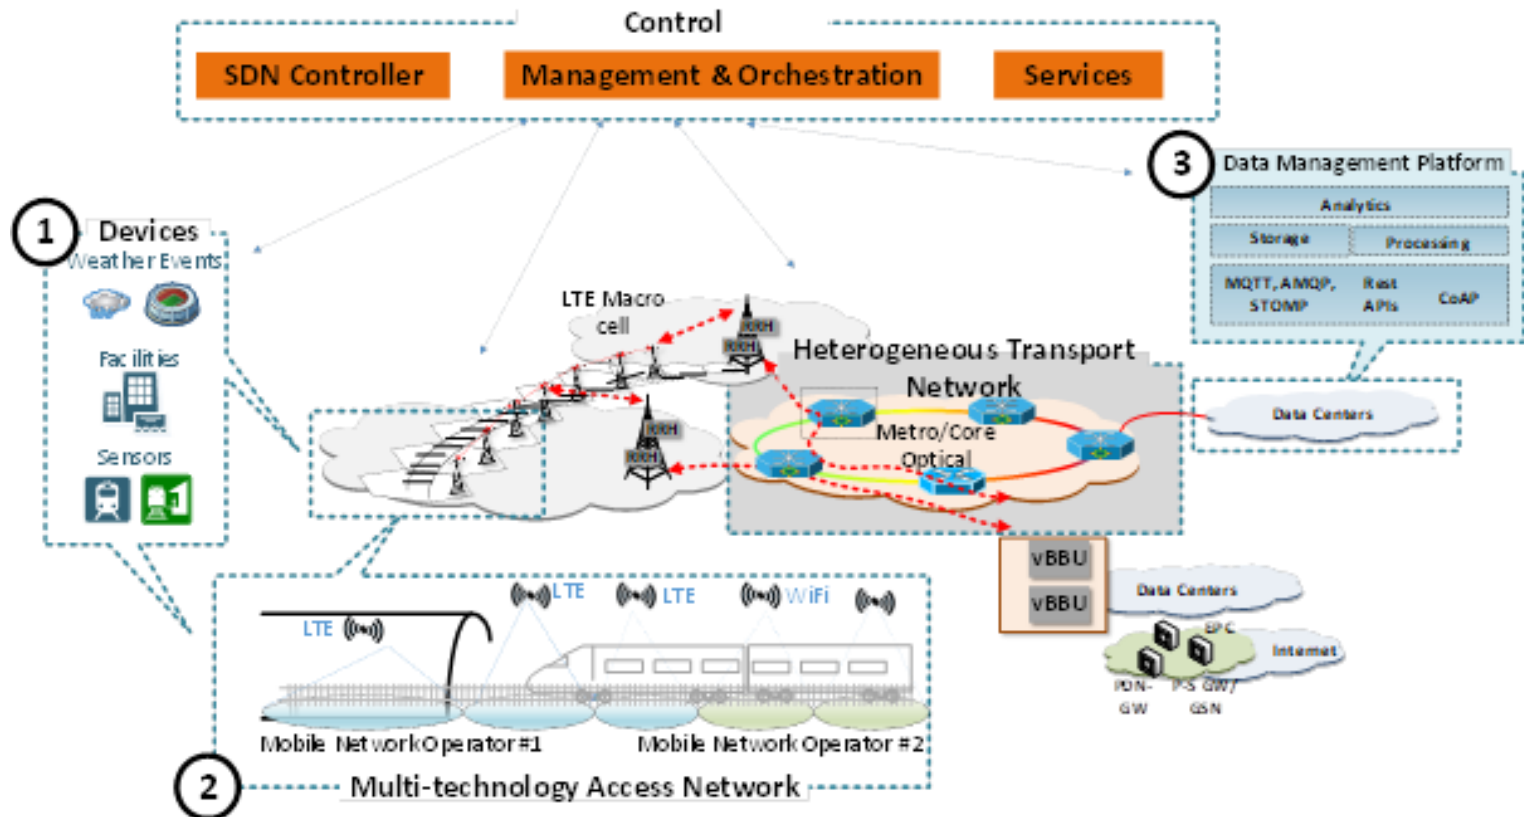 Control
SDN Controller
Management & Orchestration
Services
3
Data Management Platform
Analytics
Storage
Processing
MQTT, AMQP,
STOMP
Rest
APIs
CoAP
1
Devices
Weather Events
Facilities
Sensors
LTE Macro
cell
RRH
RRH
RRH
RRH
Heterogeneous Transport
Network
Metro/Core
Optical
Data Centers
vBBU
vBBU
Data Centers
EPC
Internet
PDN-
GW
P-S GW/
GSN
LTE
LTE
LTE
WiFi
Mobile Network Operator #1
Mobile Network Operator #2
2
Multi-technology Access Network